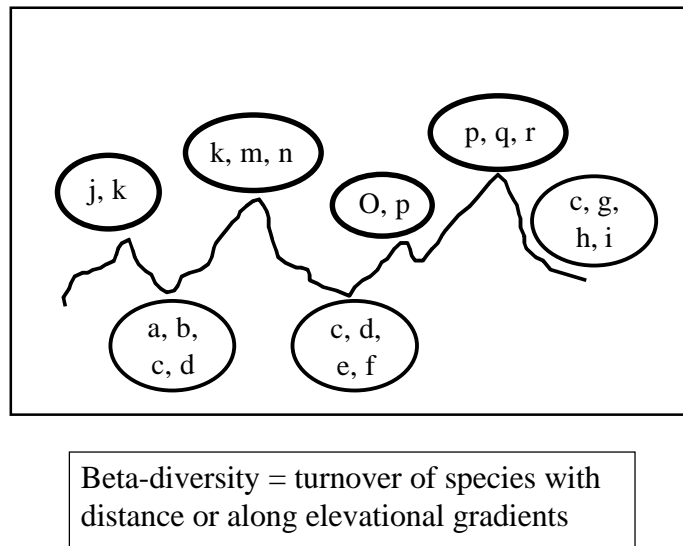 k, m, n
p, q, r
j, k
O, p
c, g,
h, i
a, b,
c, d
c, d,
e, f
Beta-diversity = turnover of species with
distance or along elevational gradients